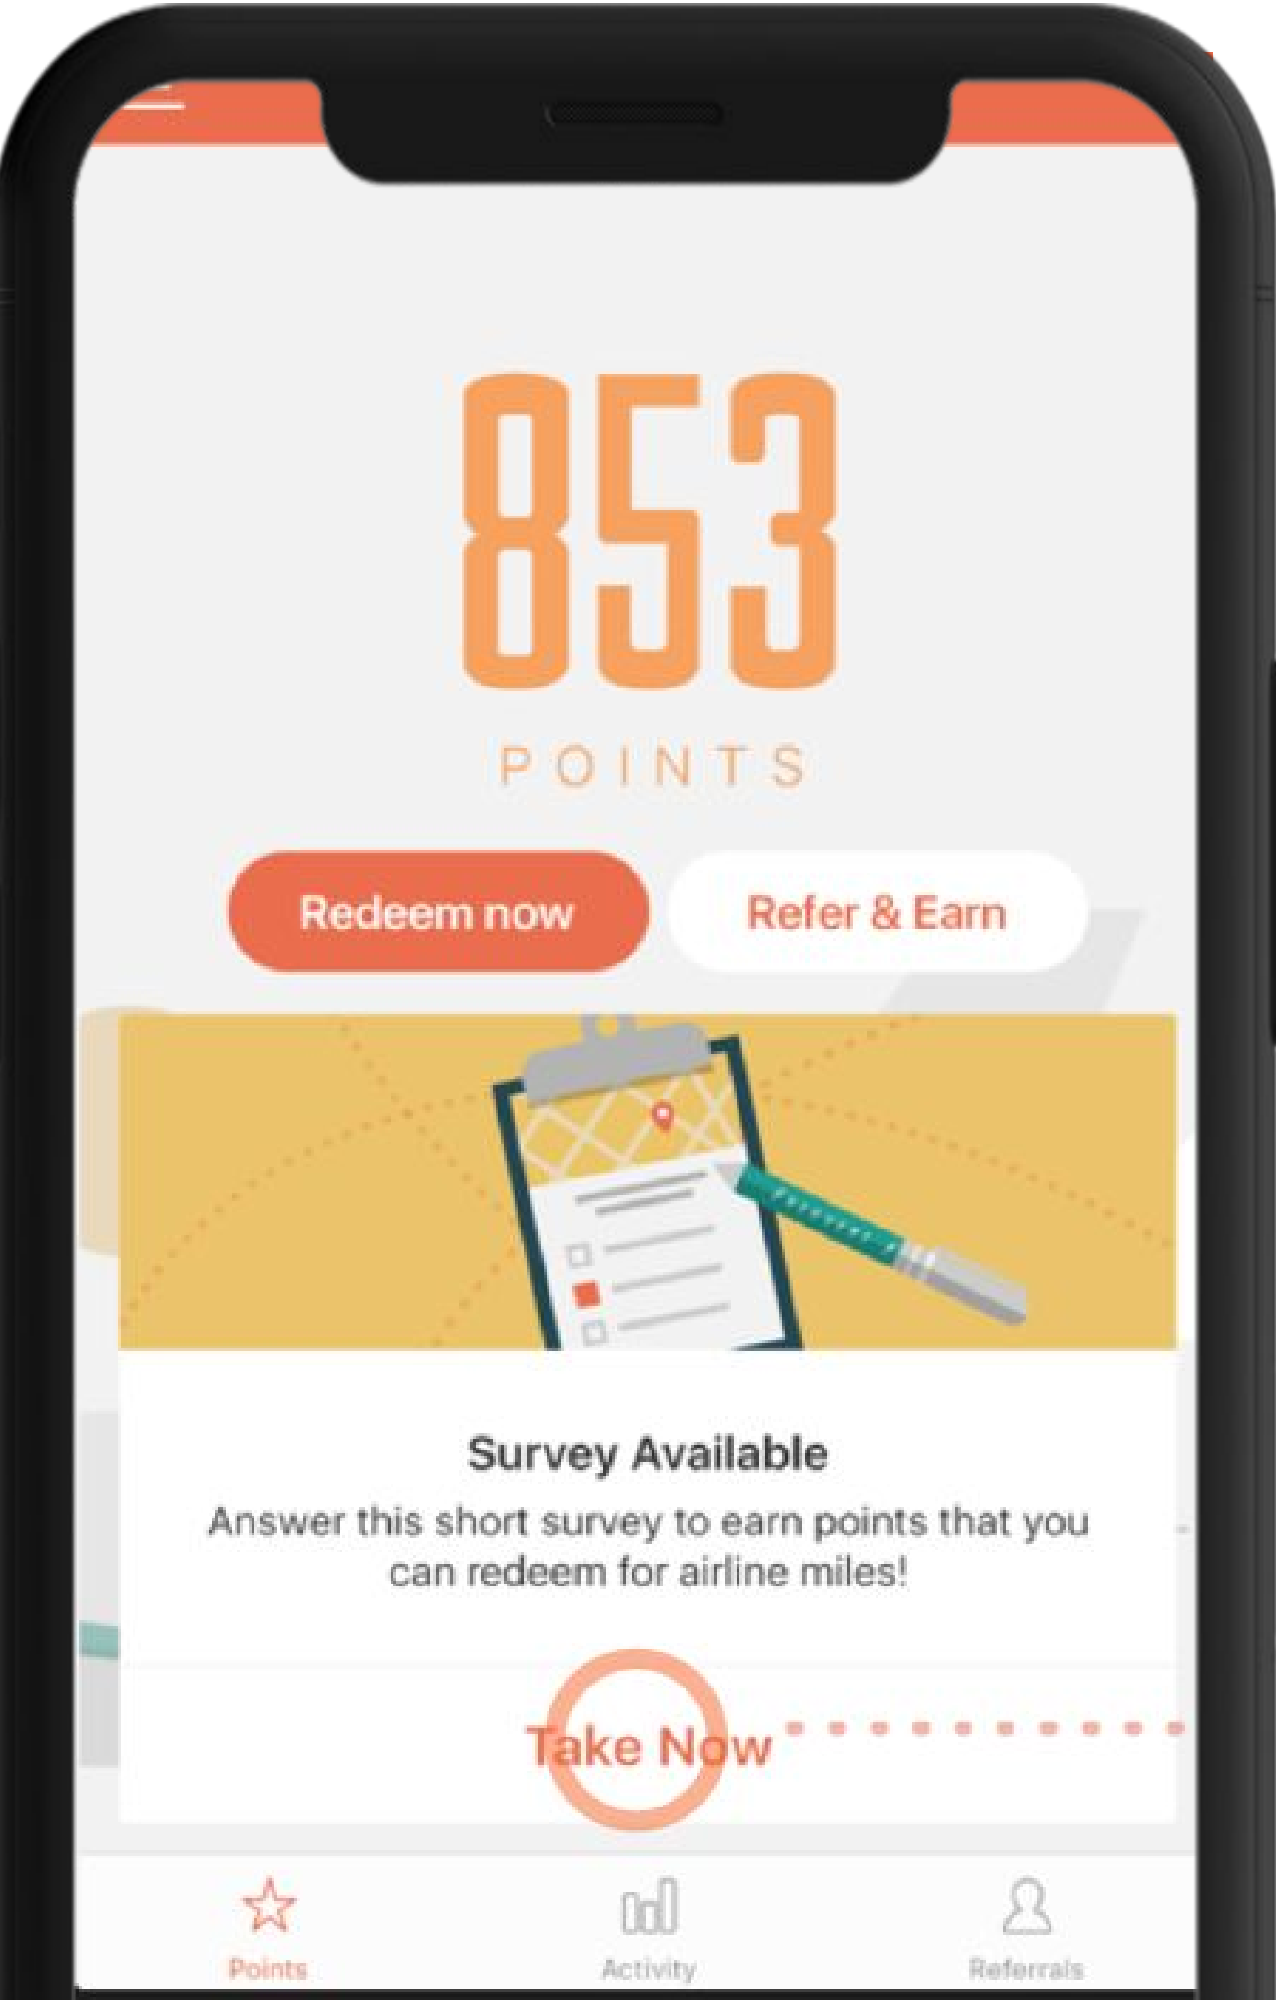 853
POINTS
Redeem now
Refer & Earn
Survey Available
Answer this short survey to earn points that you
can redeem for airline miles!
Take Now
Points
Activity
Referrals